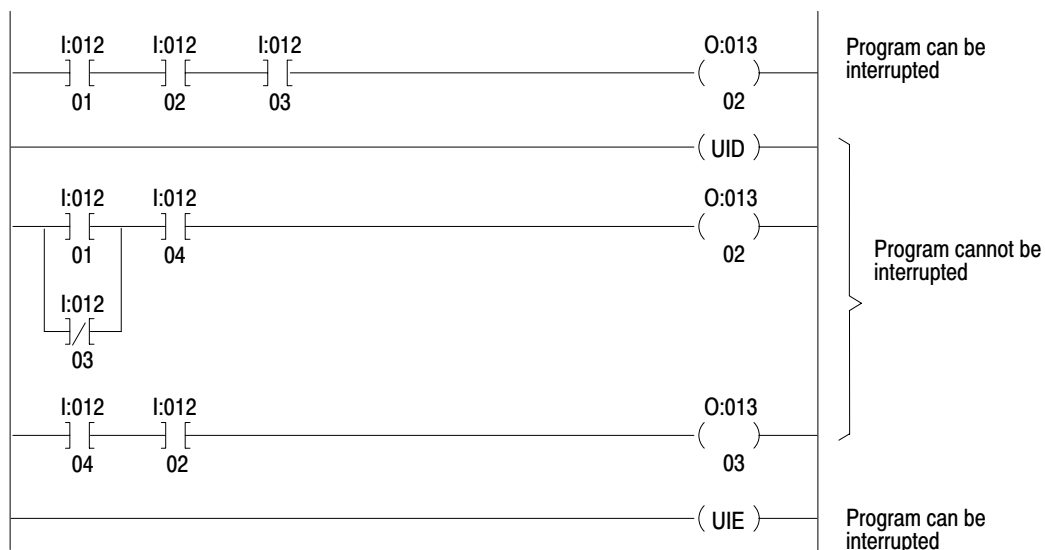 I:012 I:012 I:012 O:013
01 02 03 02
Program can be
interrupted
UID
I:012 I:012 O:013
01 04 02
I:012
03
Program cannot be
interrupted
I:012 I:012 O:013
04 02 03
UIE
Program can be
interrupted